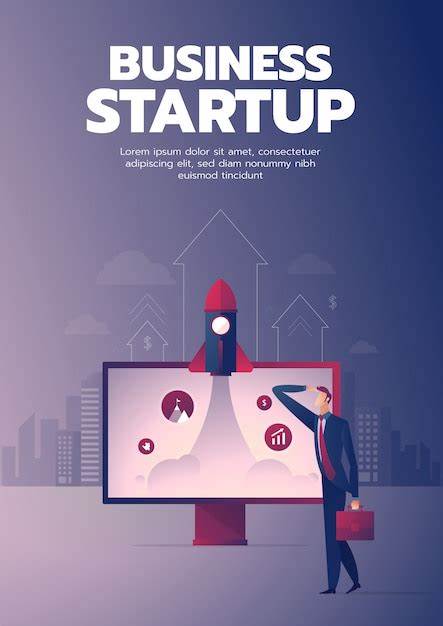 BUSINESS
STARTUP
Lorem ipsum dolor sit amet, consectetuer
adipiscing elit, sed diam nonummy nibh
euismod tincidunt
$
$
$